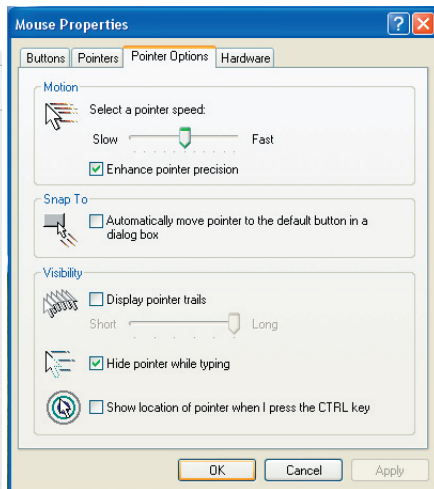 Mouse Properties
Buttons Pointers Pointer Options Hardware
Motion
Select a pointer speed:
Slow Fast
Enhance pointer precision
Snap To
Automatically move pointer to the default button in a
dialog box
Visibility
Display pointer trails
Short Long
Hide pointer while typing
Show location of pointer when I press the CTRL key
OK Cancel Apply